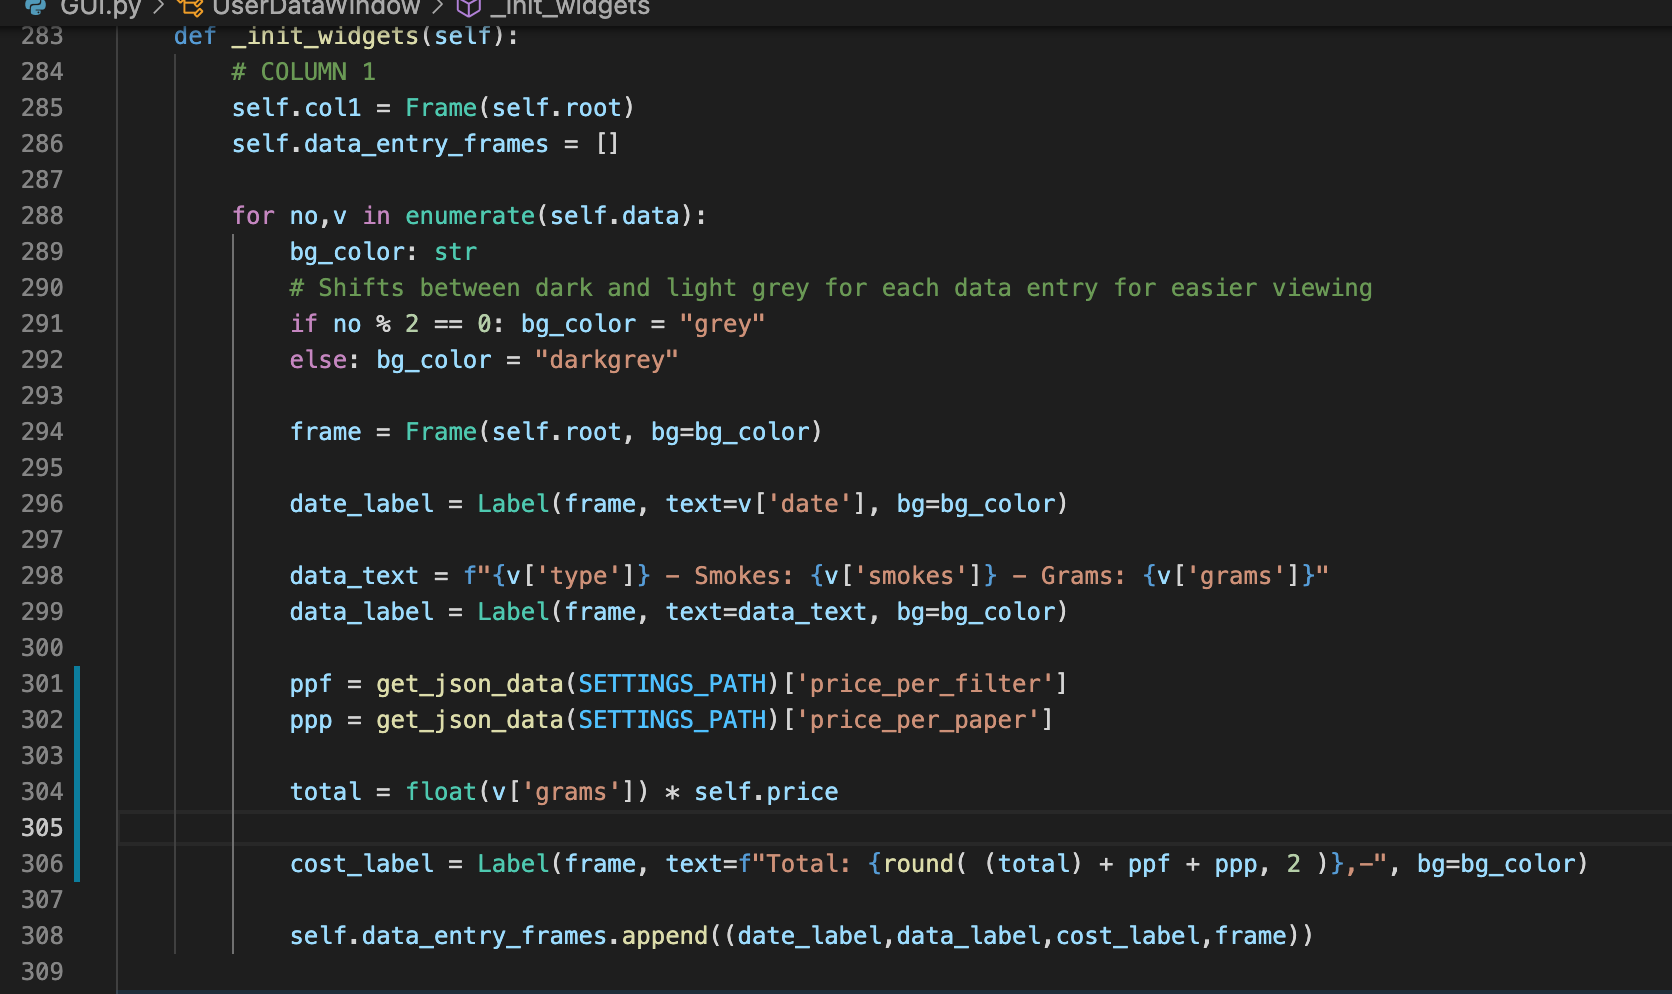 GUI.py > UserDataWindow > _init_widgets
283 def _init_widgets(self):
284 # COLUMN 1
285 self.col1 = Frame(self.root)
286 self.data_entry_frames = []
287
288 for no,v in enumerate(self.data):
289 bg_color: str
290 # Shifts between dark and light grey for each data entry for easier viewing
291 if no % 2 == 0: bg_color = "grey"
292 else: bg_color = "darkgrey"
293
294 frame = Frame(self.root, bg=bg_color)
295
296 date_label = Label(frame, text=v['date'], bg=bg_color)
297
298 data_text = f"{v['type']} - Smokes: {v['smokes']} - Grams: {v['grams']}"
299 data_label = Label(frame, text=data_text, bg=bg_color)
300
301 ppf = get_json_data(SETTINGS_PATH)['price_per_filter']
302 ppp = get_json_data(SETTINGS_PATH)['price_per_paper']
303
304 total = float(v['grams']) * self.price
305
306 cost_label = Label(frame, text=f"Total: {round( (total) + ppf + ppp, 2 )},-", bg=bg_color)
307
308 self.data_entry_frames.append((date_label,data_label,cost_label,frame))
309